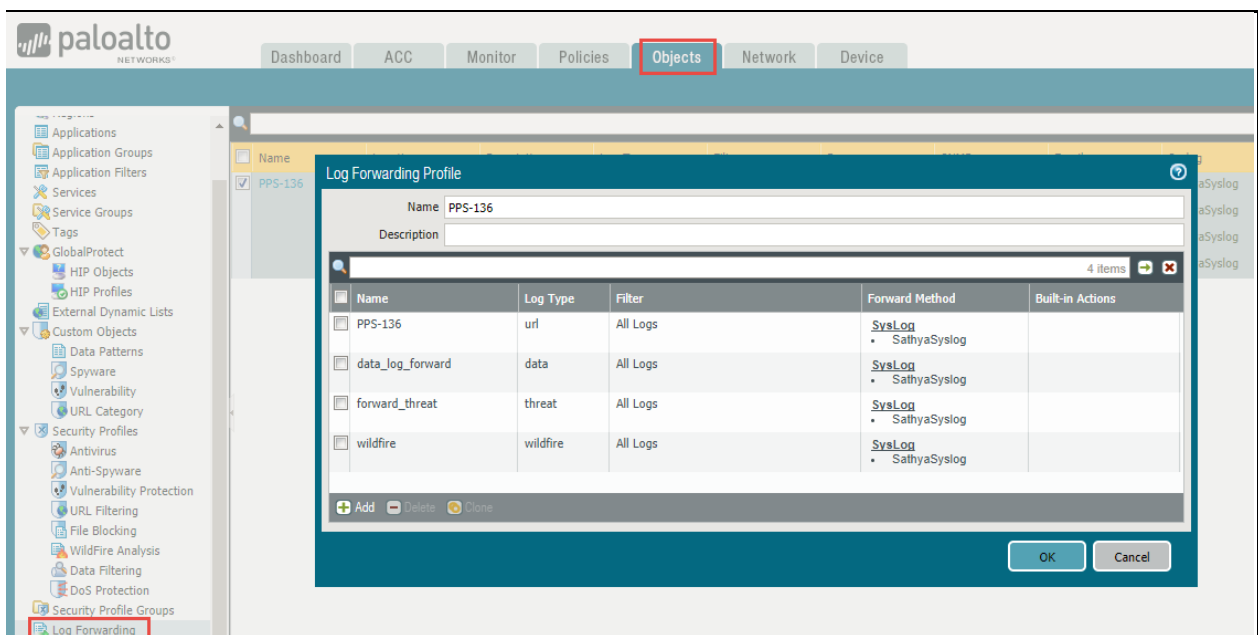 paloalto
NETWORKS®
Dashboard ACC Monitor Policies Objects Network Device
Applications
Application Groups
Application Filters
Services
Service Groups
Tags
GlobalProtect
HIP Objects
HIP Profiles
External Dynamic Lists
Custom Objects
Data Patterns
Spyware
Vulnerability
URL Category
Security Profiles
Antivirus
Anti-Spyware
Vulnerability Protection
URL Filtering
File Blocking
WildFire Analysis
Data Filtering
DoS Protection
Security Profile Groups
Log Forwarding
Name
PPS-136
aSyslog
aSyslog
aSyslog
aSyslog
Log Forwarding Profile
Name PPS-136
Description
4 items
Name Log Type Filter Forward Method Built-in Actions
PPS-136 url All Logs SysLog
• SathyaSyslog
data_log_forward data All Logs SysLog
• SathyaSyslog
forward_threat threat All Logs SysLog
• SathyaSyslog
wildfire wildfire All Logs SysLog
• SathyaSyslog
Add Delete Clone
OK Cancel